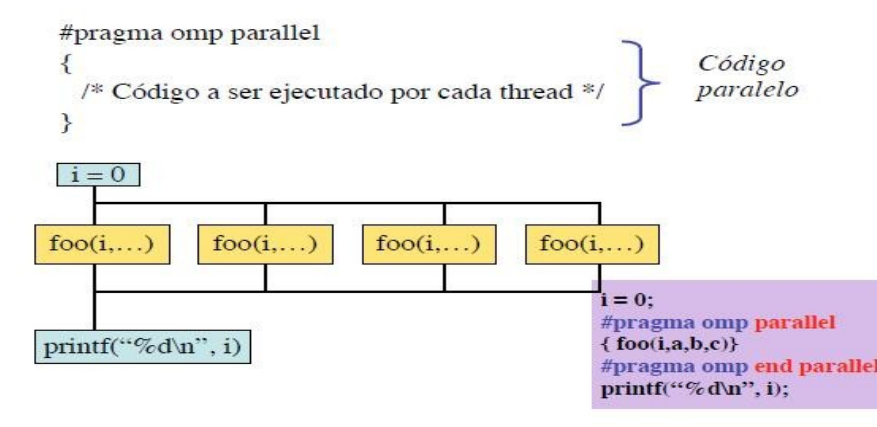 #pragma omp parallel
{
/* Código a ser ejecutado por cada thread */
}
Código
paralelo
i = 0
foo(i,...)
foo(i,...)
foo(i,...)
foo(i,...)
printf(“%d\n”, i)
i = 0;
#pragma omp parallel
{ foo(i,a,b,c)}
#pragma omp end parallel
printf(“%d\n”, i);